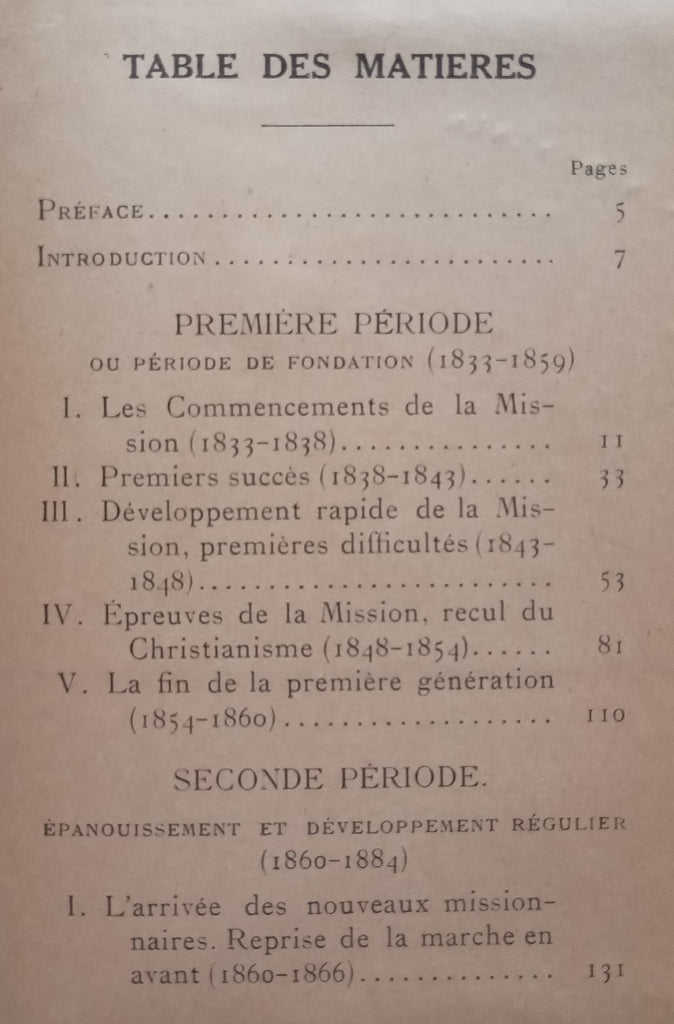 TABLE DES MATIERES
Pages
PRÉFACE............................ 5
INTRODUCTION........................ 7
PREMIÈRE PÉRIODE
OU PÉRIODE DE FONDATION (1833-1859)
I. Les Commencements de la Mis-
sion (1833-1838)............... 11
II. Premiers succès (1838-1843)...... 33
III. Développement rapide de la Mis-
sion, premières difficultés (1843-
1848)......................... 53
IV. Épreuves de la Mission, recul du
Christianisme (1848-1854)...... 81
V. La fin de la première génération
(1854-1860)................... 110
SECONDE PÉRIODE.
ÉPANOUISSEMENT ET DÉVELOPPEMENT RÉGULIER
(1860-1884)
I. L'arrivée des nouveaux mission-
naires. Reprise de la marche en
avant (1860-1866).............. 131